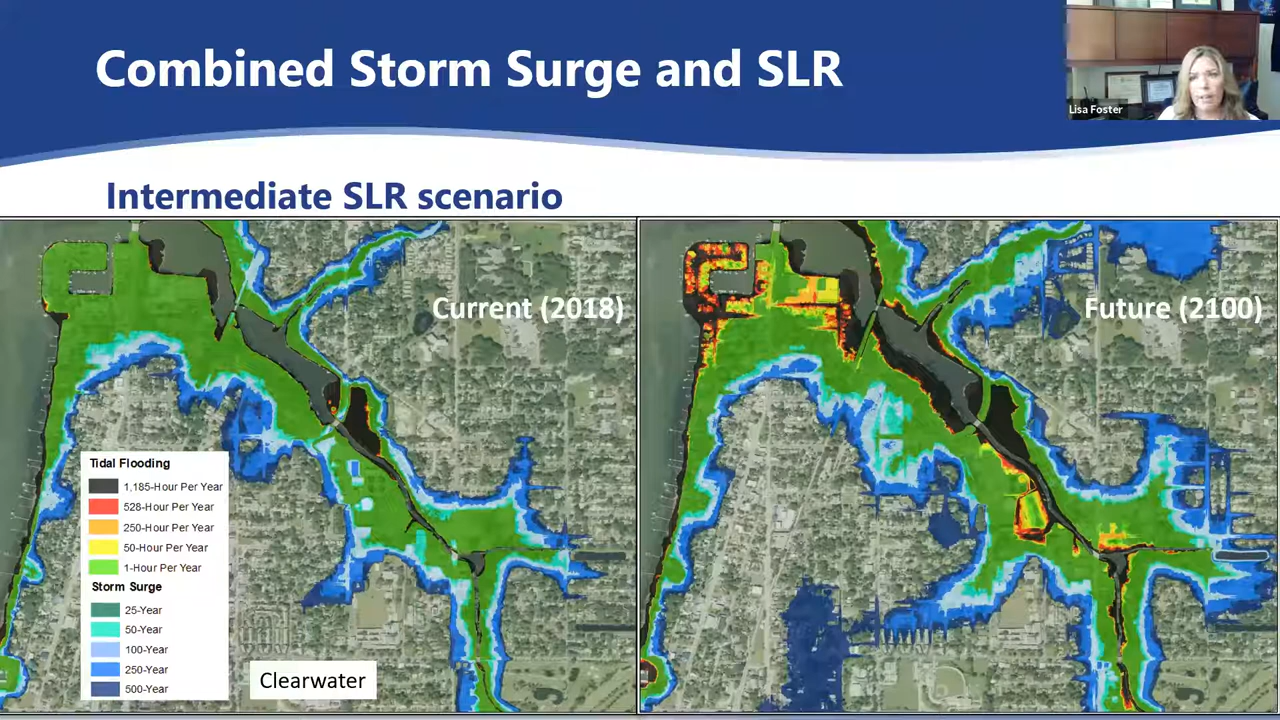 Combined Storm Surge and SLR
Lisa Foster
Intermediate SLR scenario
Current (2018)
Future (2100)
Tidal Flooding
1,185-Hour Per Year
528-Hour Per Year
250-Hour Per Year
50-Hour Per Year
1-Hour Per Year
Storm Surge
25-Year
50-Year
100-Year
250-Year
500-Year
Clearwater